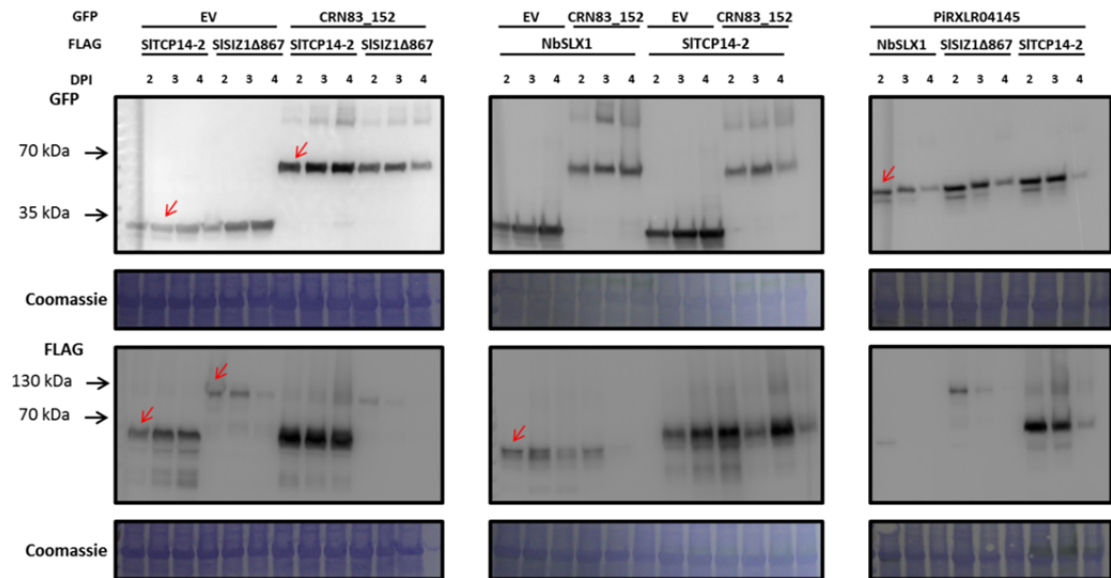 GFP EV CRN83_152 EV CRN83_152 EV CRN83_152 PiRXLR04145
FLAG SlTCP14-2 SlSIZ1Δ867 SlTCP14-2 SlSIZ1Δ867 NbSLX1 SlTCP14-2 NbSLX1 SlSIZ1Δ867 SlTCP14-2
DPI 2 3 4 2 3 4 2 3 4 2 3 4 2 3 4 2 3 4 2 3 4 2 3 4 2 3 4 2 3 4 2 3 4
GFP
70 kDa
35 kDa
Coomassie
FLAG
130 kDa
70 kDa
Coomassie